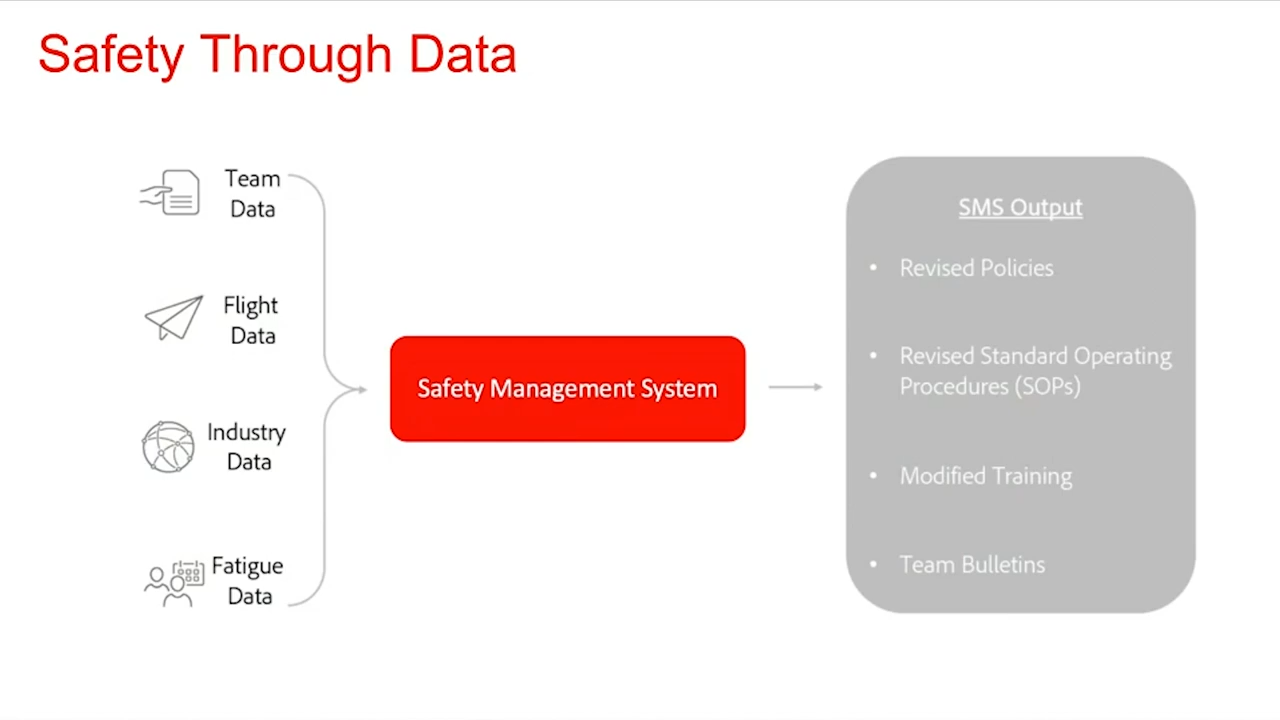 Safety Through Data
Team
Data
Flight
Data
Industry
Data
Fatigue
Data
Safety Management System
SMS Output
• Revised Policies
• Revised Standard Operating
Procedures (SOPs)
• Modified Training
• Team Bulletins